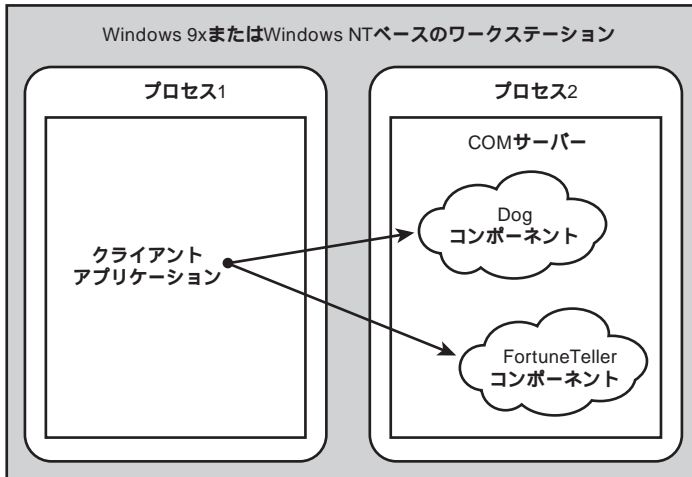 Windows 9xまたはWindows NTベースのワークステーション
プロセス1
クライアント
アプリケーション
プロセス2
COMサーバー
Dog
コンポーネント
FortuneTeller
コンポーネント